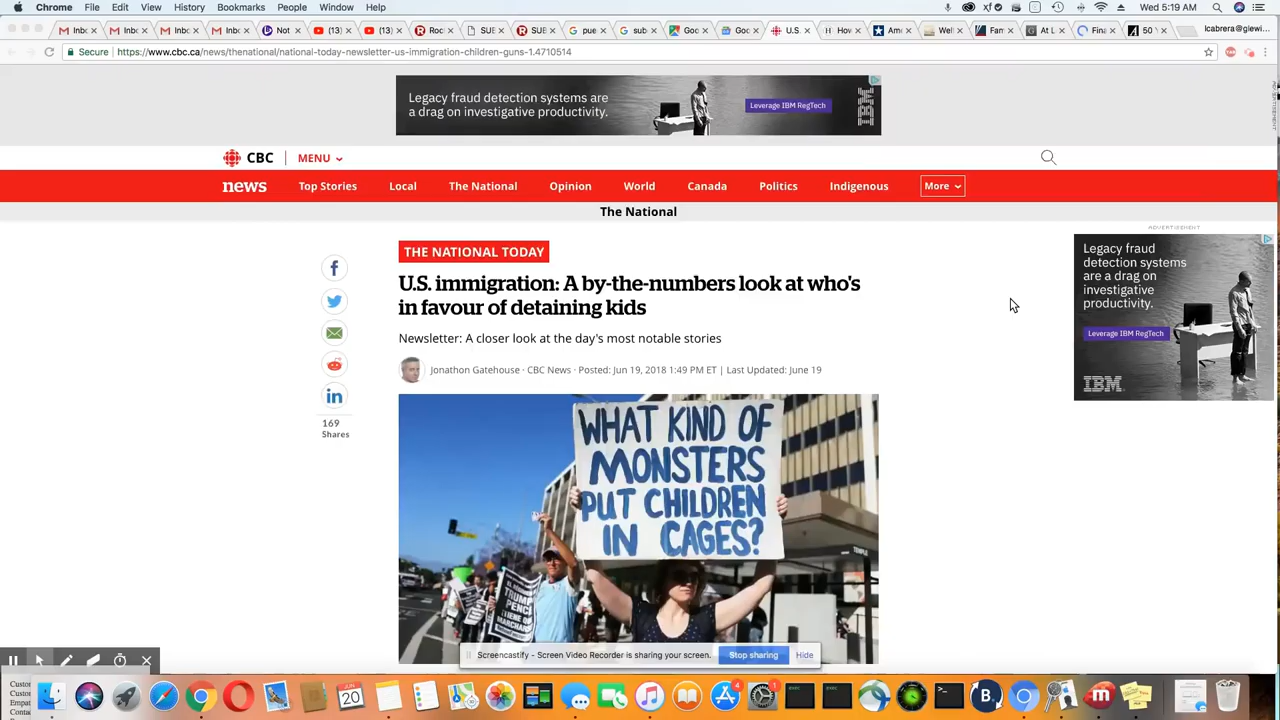 Chrome File Edit View History Bookmarks People Window Help Wed 5:19 AM
Secure https://www.cbc.ca/news/thenational/national-today-newsletter-us-immigration-children-guns-1.4710514
Legacy fraud detection systems are
a drag on investigative productivity.
Leverage IBM RegTech
IBM
CBC MENU
news Top Stories Local The National Opinion World Canada Politics Indigenous More
The National
ADVERTISEMENT
THE NATIONAL TODAY
U.S. immigration: A by-the-numbers look at who's
in favour of detaining kids
Newsletter: A closer look at the day's most notable stories
Jonathon Gatehouse · CBC News · Posted: Jun 19, 2018 1:49 PM ET | Last Updated: June 19
169
Shares
Legacy fraud
detection systems
are a drag on
investigative
productivity.
Leverage IBM RegTech
IBM
WHAT KIND OF
MONSTERS
PUT CHILDREN
IN CAGES?
TRUMP
PENCE
Screencastify - Screen Video Recorder is sharing your screen. Stop sharing Hide
JUN
20